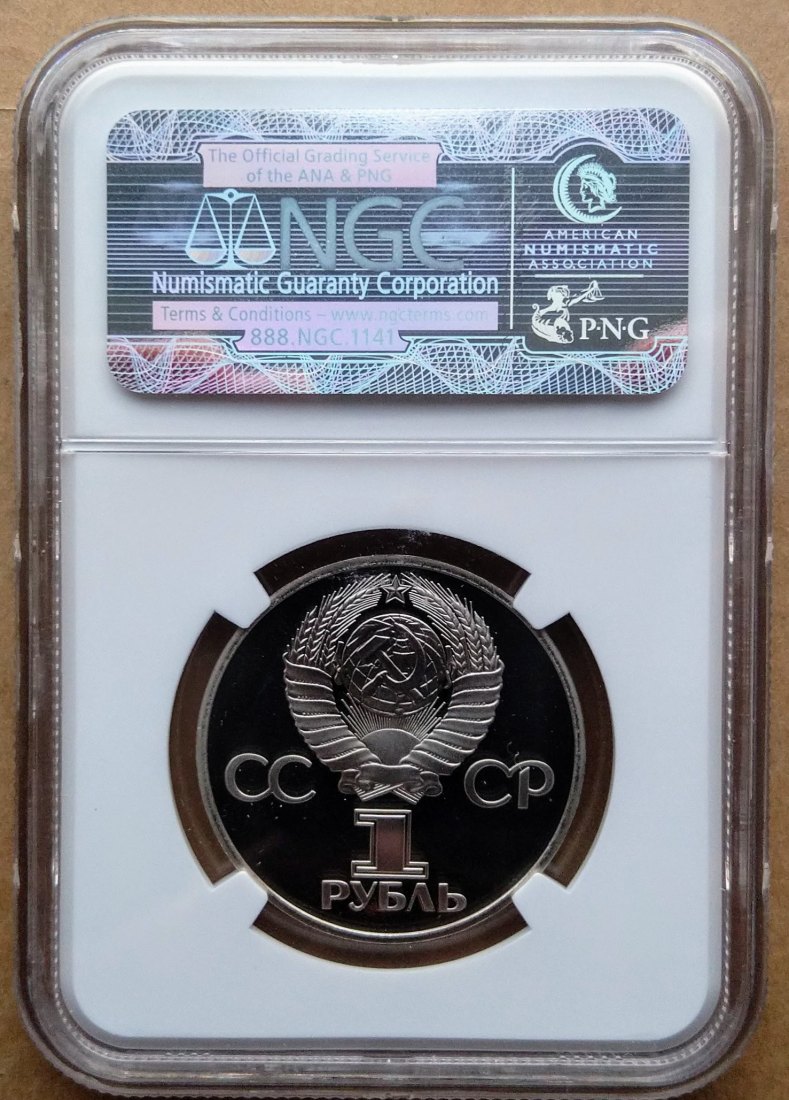 The Official Grading Service
of the ANA & PNG
NGC
Numismatic Guaranty Corporation
Terms & Conditions – www.ngcterms.com
888.NGC.1141
AMERICAN
NUMISMATIC
ASSOCIATION
P·N·G
СС СР
1
РУБЛЬ